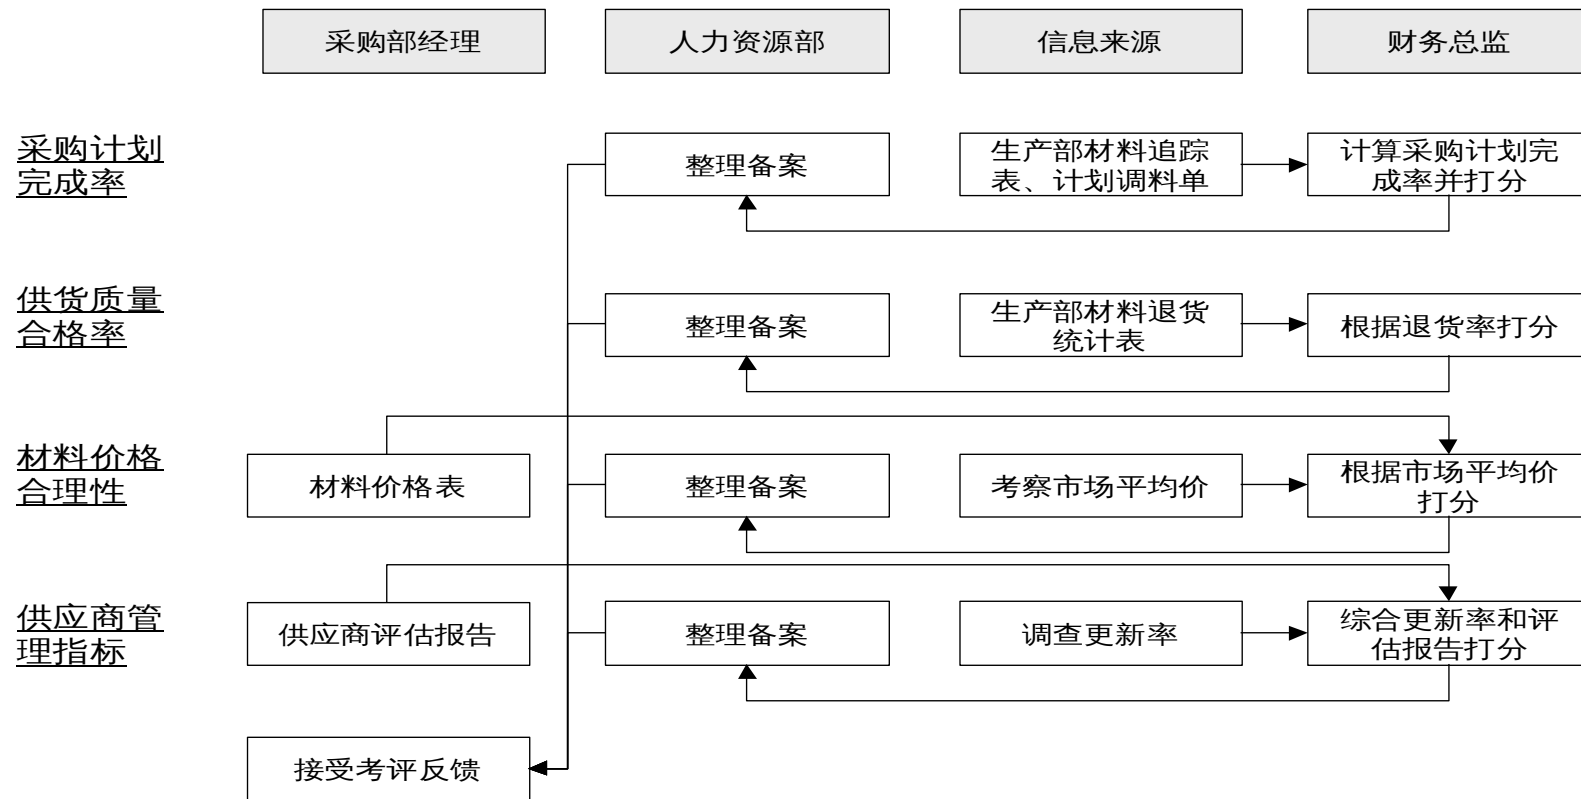 采购部经理
人力资源部
信息来源
财务总监
采购计划
完成率
整理备案
生产部材料追踪
表、计划调料单
计算采购计划完
成率并打分
供货质量
合格率
整理备案
生产部材料退货
统计表
根据退货率打分
材料价格
合理性
材料价格表
整理备案
考察市场平均价
根据市场平均价
打分
供应商管
理指标
供应商评估报告
整理备案
调查更新率
综合更新率和评
估报告打分
接受考评反馈